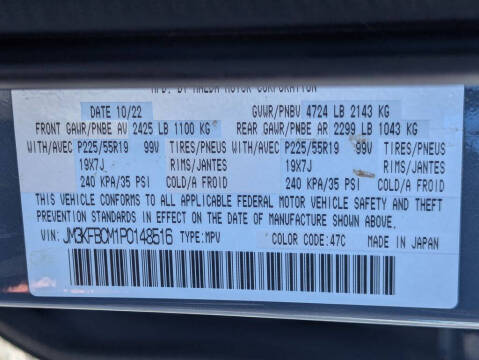 MFD. BY MAZDA MOTOR CORPORATION
DATE 10/22 GVWR/PNBV 4724 LB 2143 KG
FRONT GAWR/PNBE AV 2425 LB 1100 KG REAR GAWR/PNBE AR 2299 LB 1043 KG
WITH/AVEC P225/55R19 99V TIRES/PNEUS WITH/AVEC P225/55R19 99V TIRES/PNEUS
19X7J RIMS/JANTES 19X7J RIMS/JANTES
240 KPA/35 PSI COLD/A FROID 240 KPA/35 PSI COLD/A FROID
THIS VEHICLE CONFORMS TO ALL APPLICABLE FEDERAL MOTOR VEHICLE SAFETY AND THEFT
PREVENTION STANDARDS IN EFFECT ON THE DATE OF MANUFACTURE SHOWN ABOVE.
VIN: JM3KFBCM1P0148516 TYPE:MPV COLOR CODE:47C MADE IN JAPAN